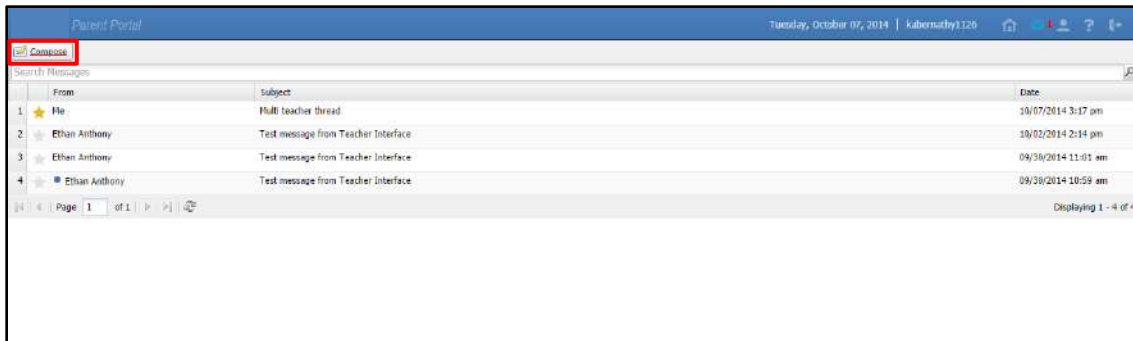 Parent Portal Tuesday, October 07, 2014 | kabernathy1126
Compose
Search Messages
From Subject Date
1 Me Multi teacher thread 10/07/2014 3:17 pm
2 Ethan Anthony Test message from Teacher Interface 10/02/2014 2:14 pm
3 Ethan Anthony Test message from Teacher Interface 09/30/2014 11:01 am
4 Ethan Anthony Test message from Teacher Interface 09/30/2014 10:59 am
Page 1 of 1 Displaying 1 - 4 of 4